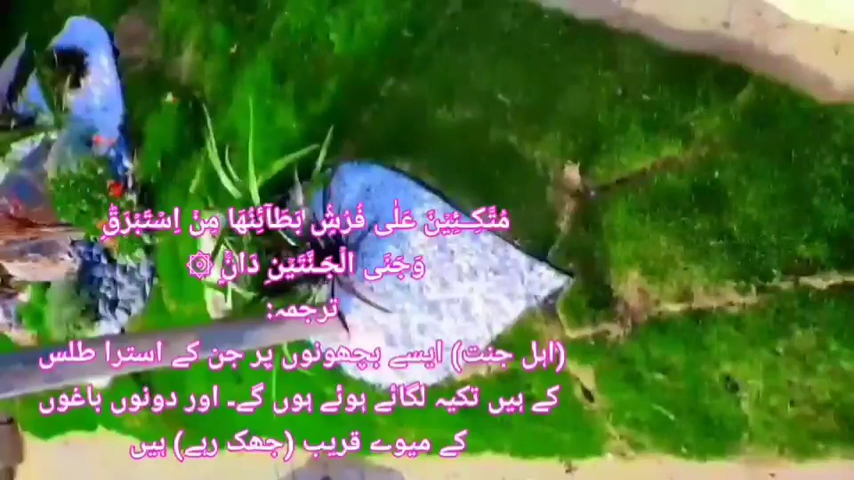 مُتَّكِـِٕيْنَ عَلٰى فُرُشٍۭ بَطَآئِنُهَا مِنْ اِسْتَبْرَقٍؕ
وَجَنَى الْجَـنَّتَيْنِ دَانٍۚ ۞
ترجمہ:
(اہل جنت) ایسے بچھونوں پر جن کے استرا طلس
کے ہیں تکیہ لگائے ہوئے ہوں گے۔ اور دونوں باغوں
کے میوے قریب (جھک رہے) ہیں